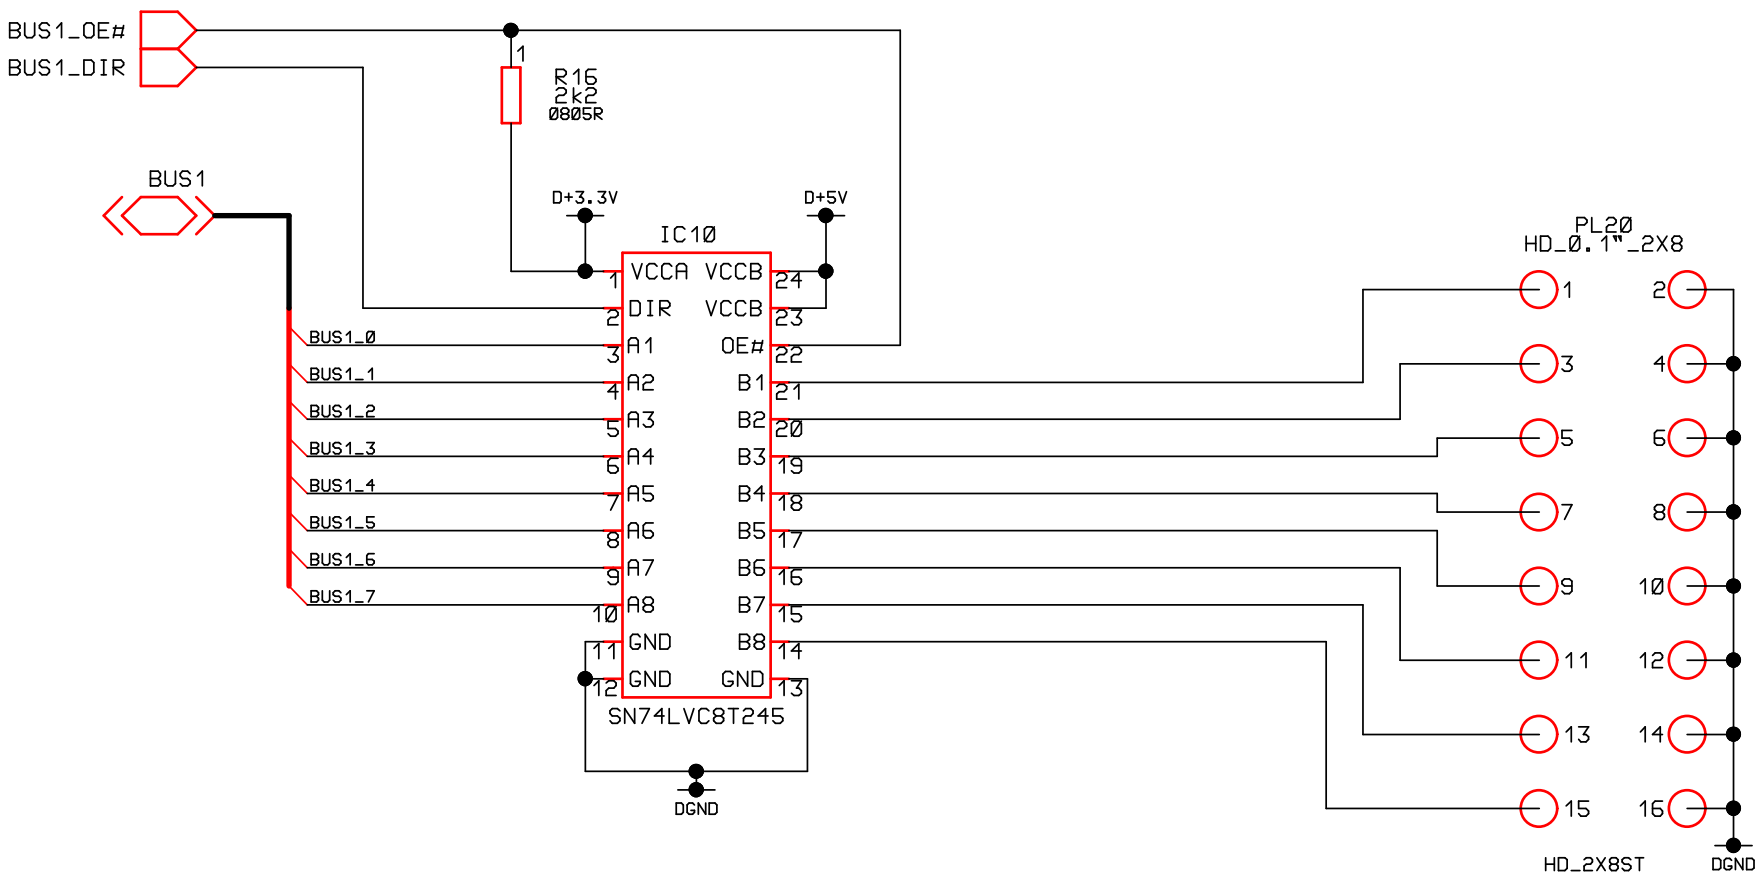 BUS1_OE#
BUS1_DIR
1
R16
2k2
0805R
BUS1
D+3.3V
D+5V
IC10
PL20
HD_0.1"_2X8
1 VCCA VCCB 24
2 DIR VCCB 23
BUS1_0 3 A1 OE# 22
BUS1_1 4 A2 B1 21
BUS1_2 5 A3 B2 20
BUS1_3 6 A4 B3 19
BUS1_4 7 A5 B4 18
BUS1_5 8 A6 B5 17
BUS1_6 9 A7 B6 16
BUS1_7 10 A8 B7 15
11 GND B8 14
12 GND GND 13
SN74LVC8T245
DGND
1 2
3 4
5 6
7 8
9 10
11 12
13 14
15 16
HD_2X8ST
DGND